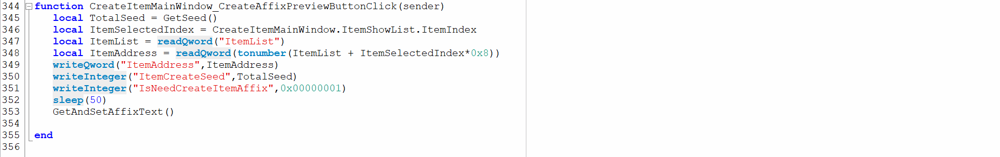 344 function CreateItemMainWindow_CreateAffixPreviewButtonClick(sender)
345 local TotalSeed = GetSeed()
346 local ItemSelectedIndex = CreateItemMainWindow.ItemShowList.ItemIndex
347 local ItemList = readQword("ItemList")
348 local ItemAddress = readQword(tonumber(ItemList + ItemSelectedIndex*0x8))
349 writeQword("ItemAddress",ItemAddress)
350 writeInteger("ItemCreateSeed",TotalSeed)
351 writeInteger("IsNeedCreateItemAffix",0x00000001)
352 sleep(50)
353 GetAndSetAffixText()
354
355 end
356